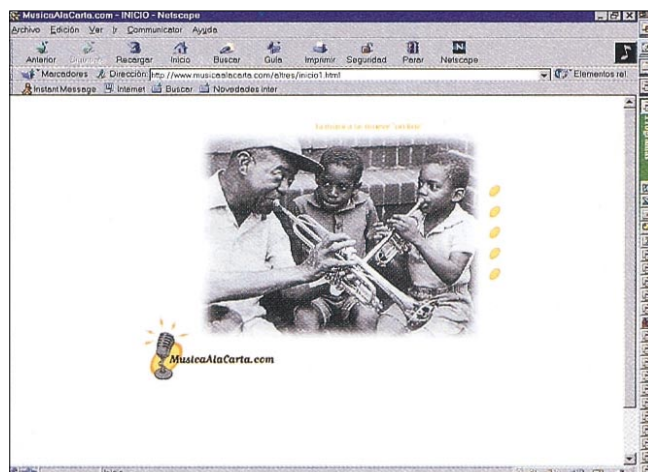 MusicaAlaCarta.com - INICIO - Netscape
Archivo Edición Ver Ir Communicator Ayuda
Anterior Recargar Inicio Buscar Guía Imprimir Seguridad Parar Netscape
Marcadores Dirección: http://www.musicaalacarta.com/altres/inicio1.html Elementos rel.
Instant Message Internet Buscar Novedades inter
MusicaAlaCarta.com